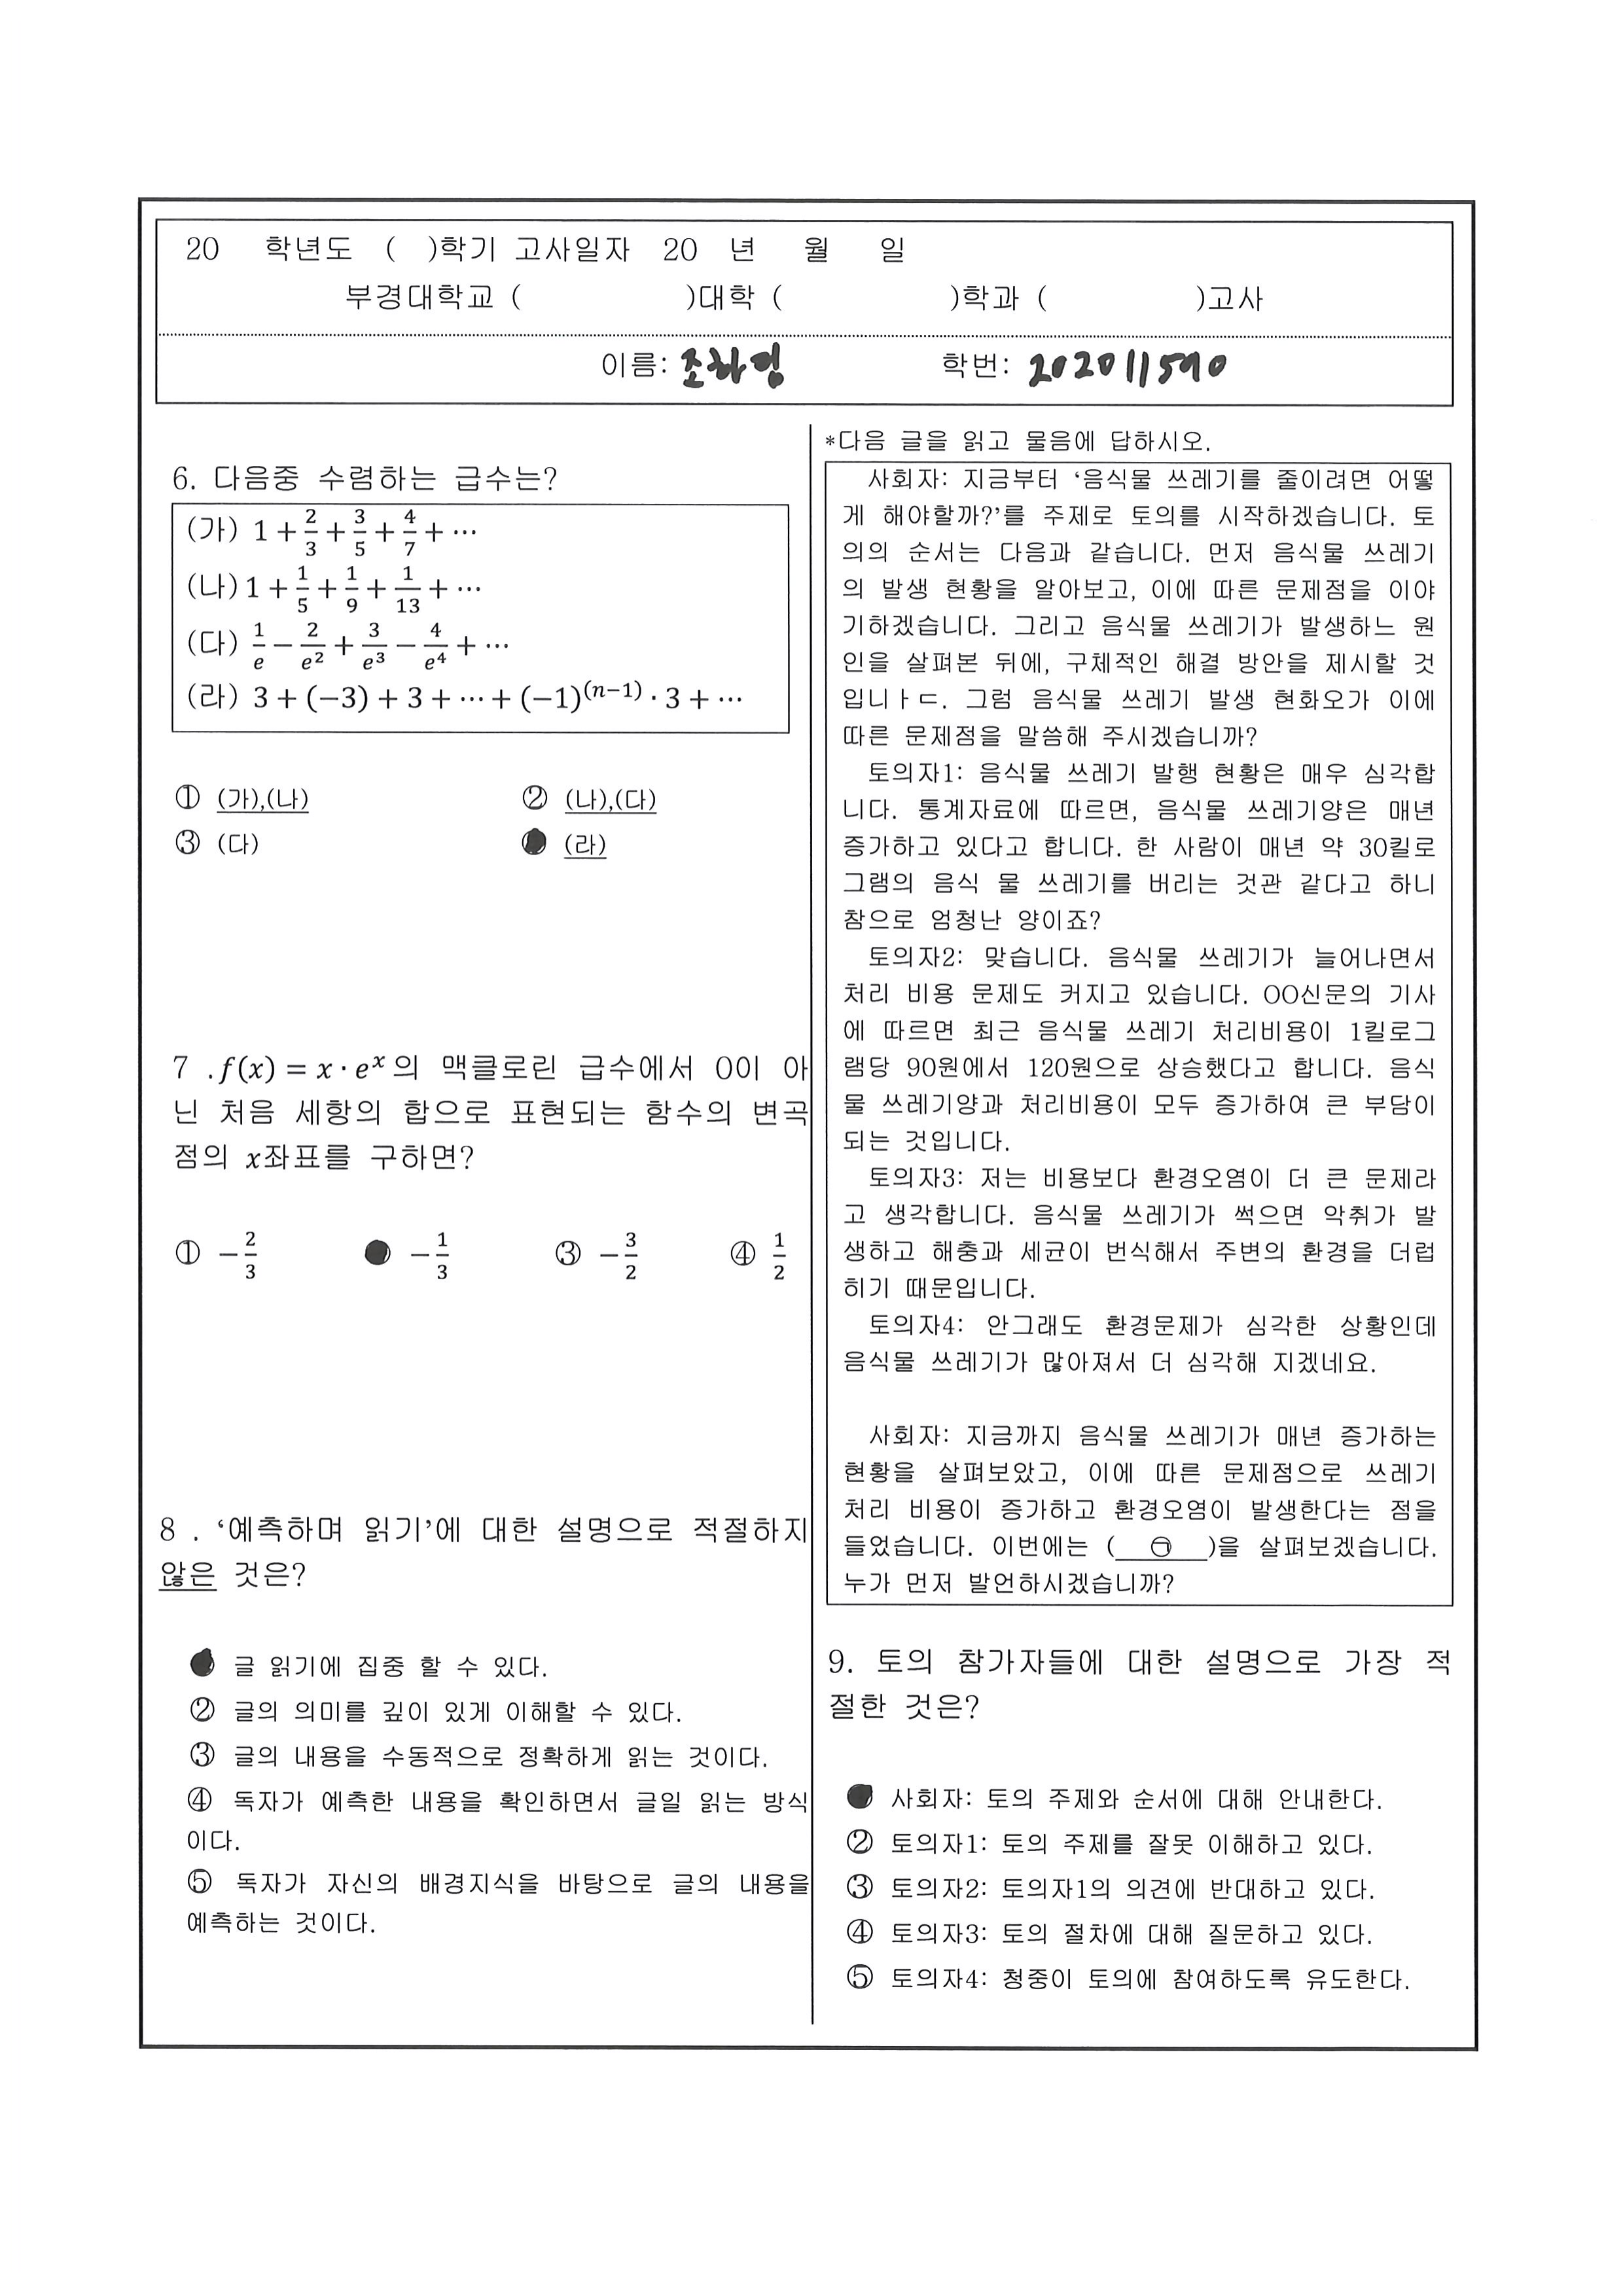 20 학년도 ( )학기 고사일자 20 년 월 일
부경대학교 ( )대학 ( )학과 ( )고사
이름: 조하령 학번: 202011590
6. 다음중 수렴하는 급수는?
(가) 1 + 2/3 + 3/5 + 4/7 + ⋯
(나) 1 + 1/5 + 1/9 + 1/13 + ⋯
(다) 1/e − 2/e² + 3/e³ − 4/e⁴ + ⋯
(라) 3 + (−3) + 3 + ⋯ + (−1)⁽ⁿ⁻¹⁾ · 3 + ⋯
① (가),(나) ② (나),(다)
③ (다) ● (라)
7 .f(x) = x · eˣ의 맥클로린 급수에서 0이 아
닌 처음 세항의 합으로 표현되는 함수의 변곡
점의 x좌표를 구하면?
① −2/3 ● −1/3 ③ −3/2 ④ 1/2
8 . ‘예측하며 읽기’에 대한 설명으로 적절하지
않은 것은?
● 글 읽기에 집중 할 수 있다.
② 글의 의미를 깊이 있게 이해할 수 있다.
③ 글의 내용을 수동적으로 정확하게 읽는 것이다.
④ 독자가 예측한 내용을 확인하면서 글일 읽는 방식
이다.
⑤ 독자가 자신의 배경지식을 바탕으로 글의 내용을
예측하는 것이다.
*다음 글을 읽고 물음에 답하시오.
사회자: 지금부터 ‘음식물 쓰레기를 줄이려면 어떻
게 해야할까?’를 주제로 토의를 시작하겠습니다. 토
의의 순서는 다음과 같습니다. 먼저 음식물 쓰레기
의 발생 현황을 알아보고, 이에 따른 문제점을 이야
기하겠습니다. 그리고 음식물 쓰레기가 발생하느 원
인을 살펴본 뒤에, 구체적인 해결 방안을 제시할 것
입니ㅏㄷ. 그럼 음식물 쓰레기 발생 현화오가 이에
따른 문제점을 말씀해 주시겠습니까?
토의자1: 음식물 쓰레기 발행 현황은 매우 심각합
니다. 통계자료에 따르면, 음식물 쓰레기양은 매년
증가하고 있다고 합니다. 한 사람이 매년 약 30킬로
그램의 음식 물 쓰레기를 버리는 것관 같다고 하니
참으로 엄청난 양이죠?
토의자2: 맞습니다. 음식물 쓰레기가 늘어나면서
처리 비용 문제도 커지고 있습니다. OO신문의 기사
에 따르면 최근 음식물 쓰레기 처리비용이 1킬로그
램당 90원에서 120원으로 상승했다고 합니다. 음식
물 쓰레기양과 처리비용이 모두 증가하여 큰 부담이
되는 것입니다.
토의자3: 저는 비용보다 환경오염이 더 큰 문제라
고 생각합니다. 음식물 쓰레기가 썩으면 악취가 발
생하고 해충과 세균이 번식해서 주변의 환경을 더럽
히기 때문입니다.
토의자4: 안그래도 환경문제가 심각한 상황인데
음식물 쓰레기가 많아져서 더 심각해 지겠네요.
사회자: 지금까지 음식물 쓰레기가 매년 증가하는
현황을 살펴보았고, 이에 따른 문제점으로 쓰레기
처리 비용이 증가하고 환경오염이 발생한다는 점을
들었습니다. 이번에는 ( ㉠ )을 살펴보겠습니다.
누가 먼저 발언하시겠습니까?
9. 토의 참가자들에 대한 설명으로 가장 적
절한 것은?
● 사회자: 토의 주제와 순서에 대해 안내한다.
② 토의자1: 토의 주제를 잘못 이해하고 있다.
③ 토의자2: 토의자1의 의견에 반대하고 있다.
④ 토의자3: 토의 절차에 대해 질문하고 있다.
⑤ 토의자4: 청중이 토의에 참여하도록 유도한다.